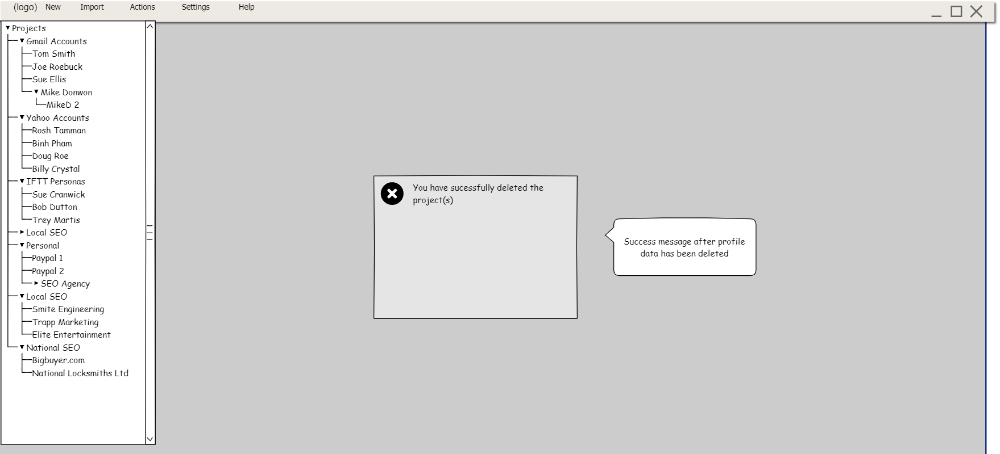 (logo) New Import Actions Settings Help
Projects
Gmail Accounts
Tom Smith
Joe Roebuck
Sue Ellis
Mike Donwon
MikeD 2
Yahoo Accounts
Rosh Tamman
Binh Pham
Doug Roe
Billy Crystal
IFTT Personas
Sue Cranwick
Bob Dutton
Trey Martis
Local SEO
Personal
Paypal 1
Paypal 2
SEO Agency
Local SEO
Smite Engineering
Trapp Marketing
Elite Entertainment
National SEO
Bigbuyer.com
National Locksmiths Ltd
You have sucessfully deleted the
project(s)
Success message after profile
data has been deleted